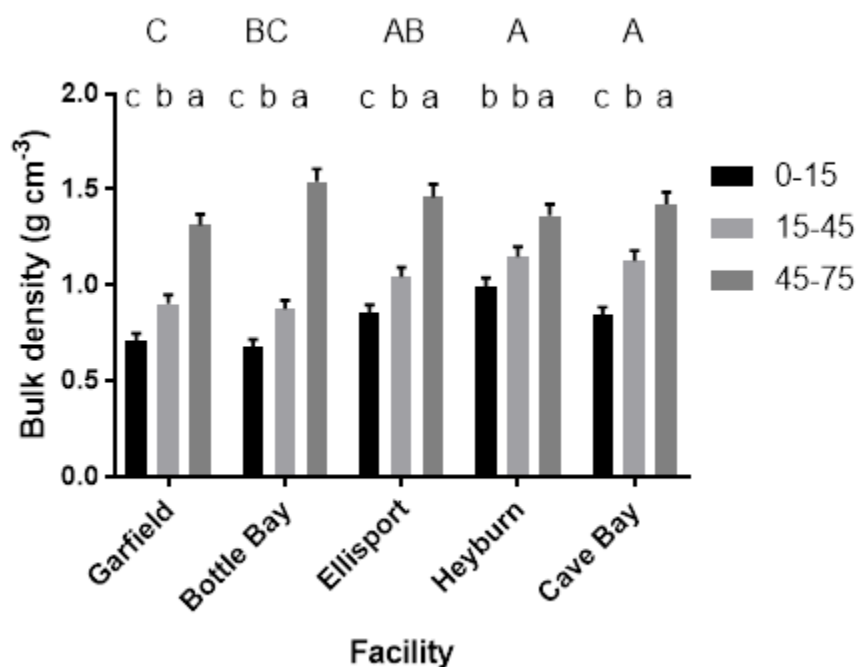 C BC AB A A
c b a c b a c b a b b a c b a
2.0
1.5
1.0
0.5
0.0
Bulk density (g cm-3)
0-15
15-45
45-75
Garfield
Bottle Bay
Ellisport
Heyburn
Cave Bay
Facility